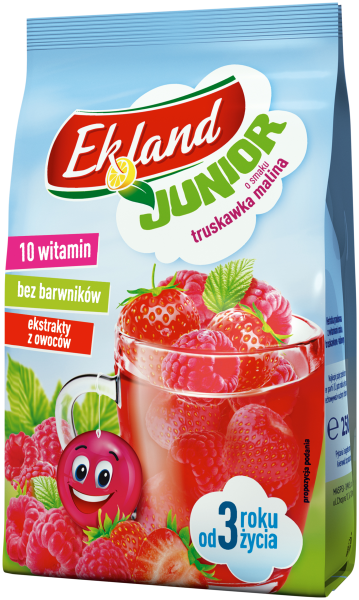 Ekland
JUNIOR
o smaku
truskawka malina
10 witamin
bez barwników
ekstrakty
z owoców
od 3 roku
życia
propozycja podania